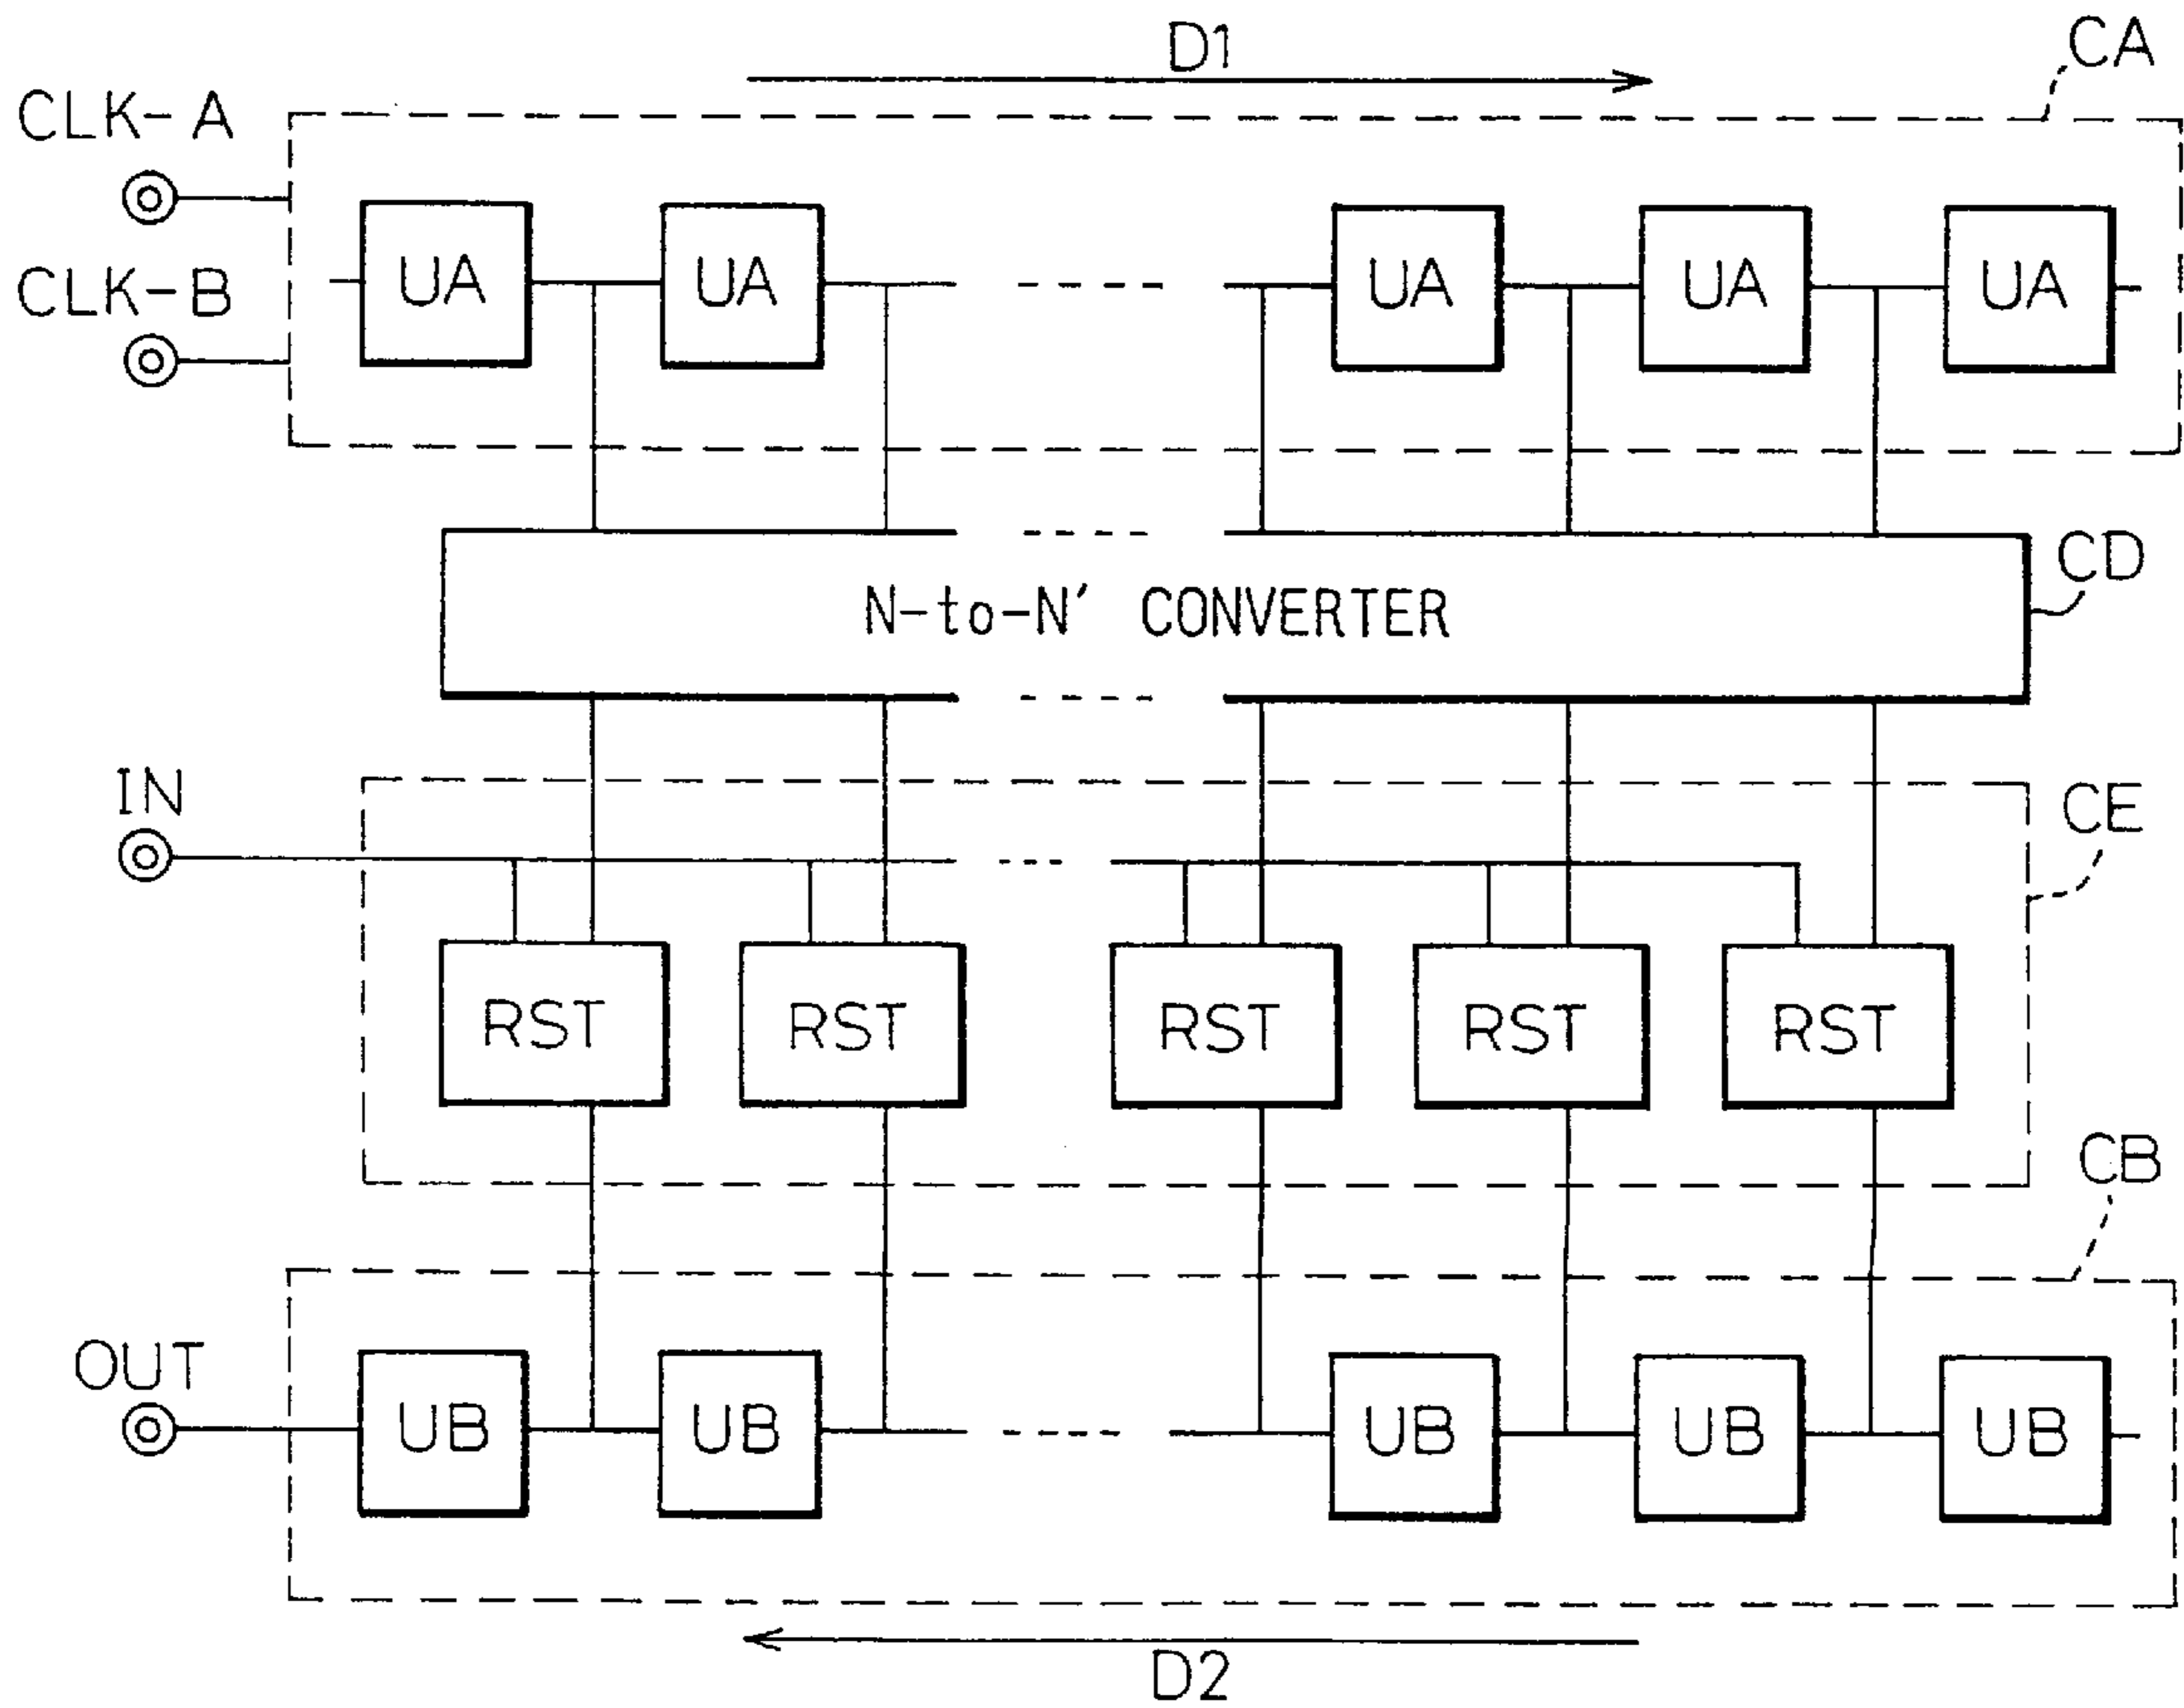 D1
CA
CLK-A
CLK-B
UA UA UA UA UA
CD
N-to-N' CONVERTER
IN
CE
RST RST RST RST RST
CB
OUT
UB UB UB UB UB
D2